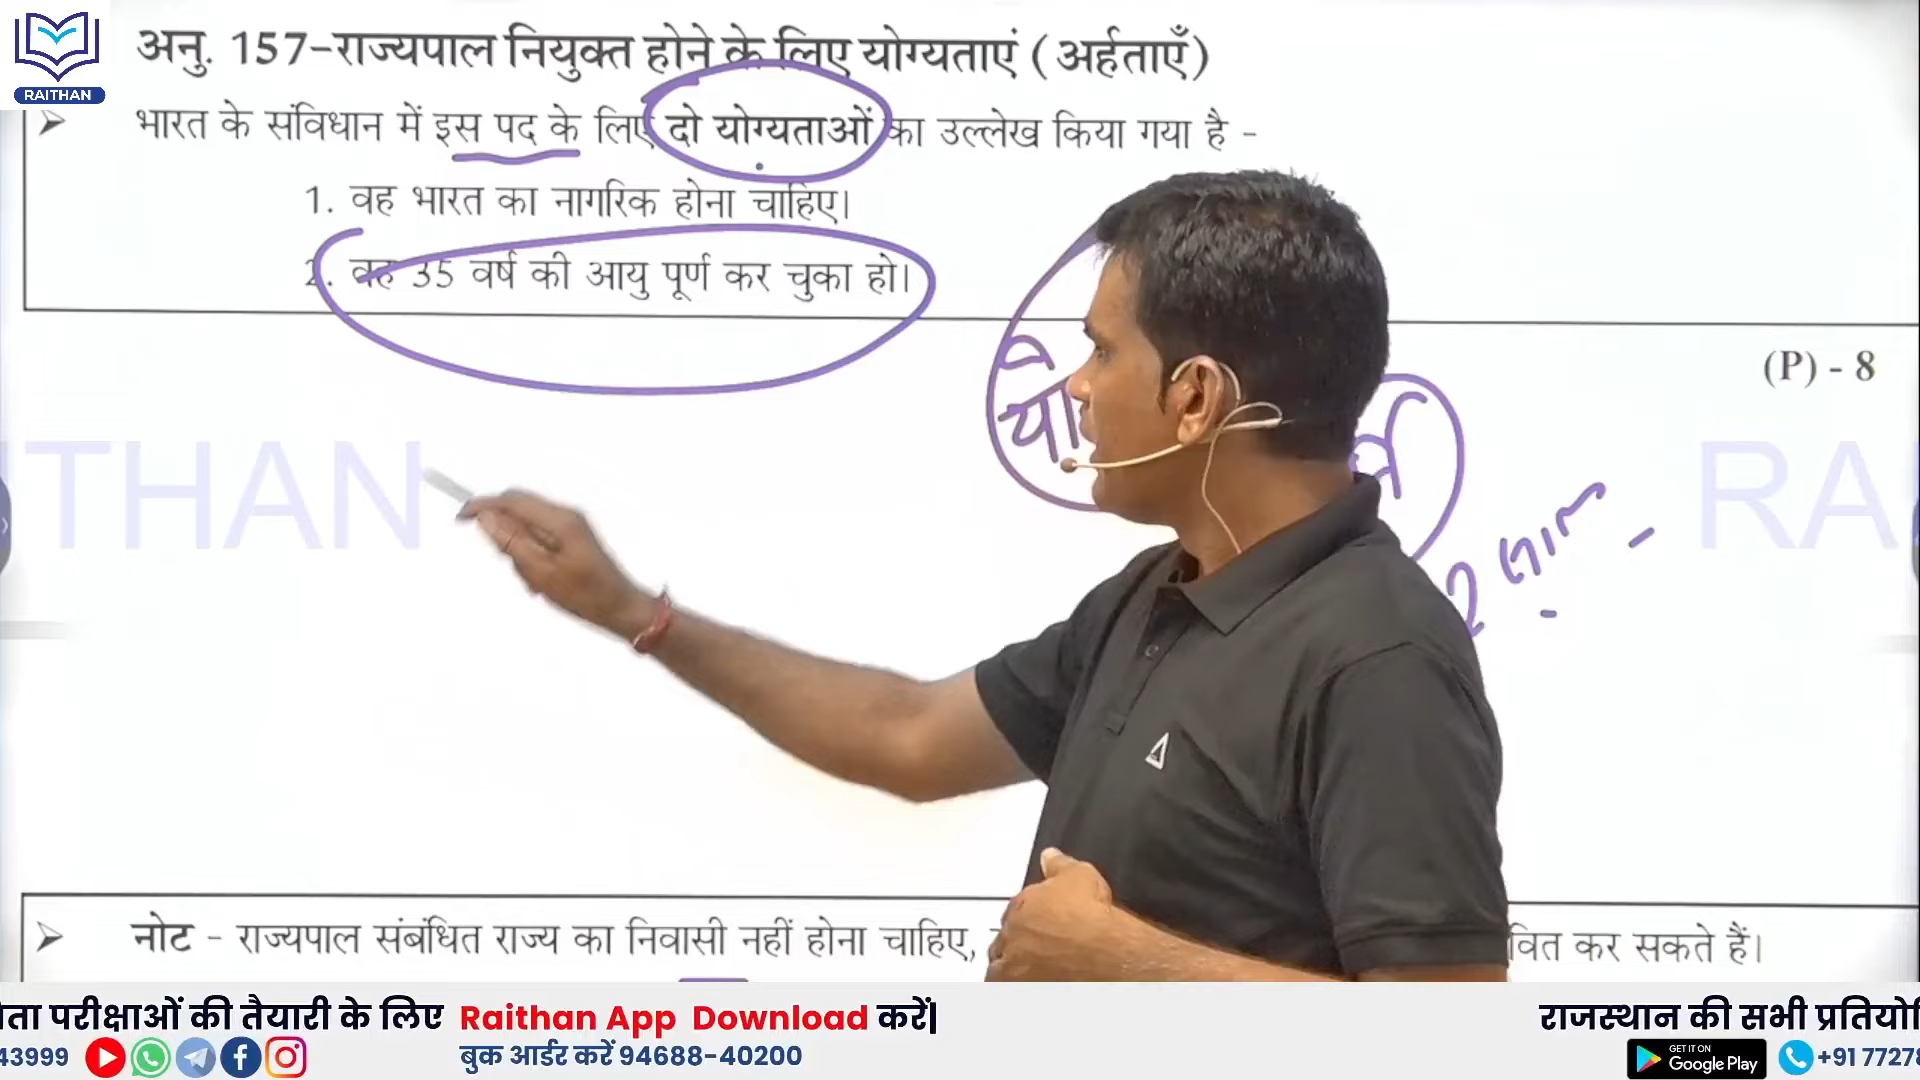 RAITHAN
अनु. 157-राज्यपाल नियुक्त होने के लिए योग्यताएं (अर्हताएँ)
➤ भारत के संविधान में इस पद के लिए दो योग्यताओं का उल्लेख किया गया है -
1. वह भारत का नागरिक होना चाहिए।
2. वह 35 वर्ष की आयु पूर्ण कर चुका हो।
(P) - 8
THAN
RA
➤ नोट - राज्यपाल संबंधित राज्य का निवासी नहीं होना चाहिए,
कर सकते हैं।
परीक्षाओं की तैयारी के लिए Raithan App Download करें|
राजस्थान की सभी
43999
बुक आर्डर करें 94688-40200
GET IT ON
Google Play
+91 7727